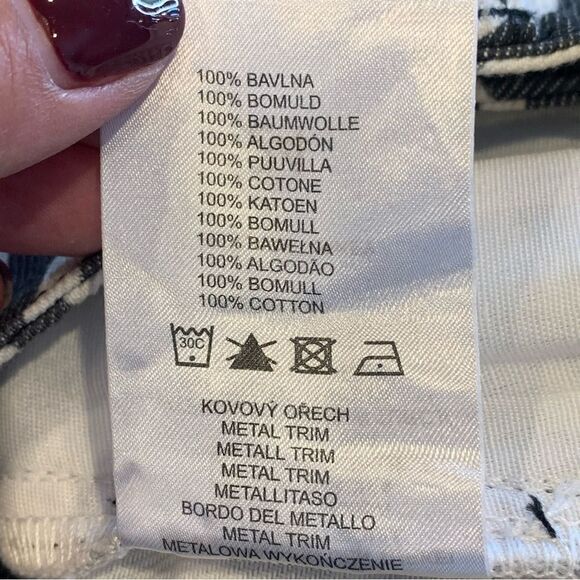 100% BAVLNA
100% BOMULD
100% BAUMWOLLE
100% ALGODÓN
100% PUUVILLA
100% COTONE
100% KATOEN
100% BOMULL
100% BAWEŁNA
100% ALGODÃO
100% BOMULL
100% COTTON
30C
KOVOVÝ OŘECH
METAL TRIM
METALL TRIM
METAL TRIM
METALLITASO
BORDO DEL METALLO
METAL TRIM
METALOWA WYKOŃCZENIE